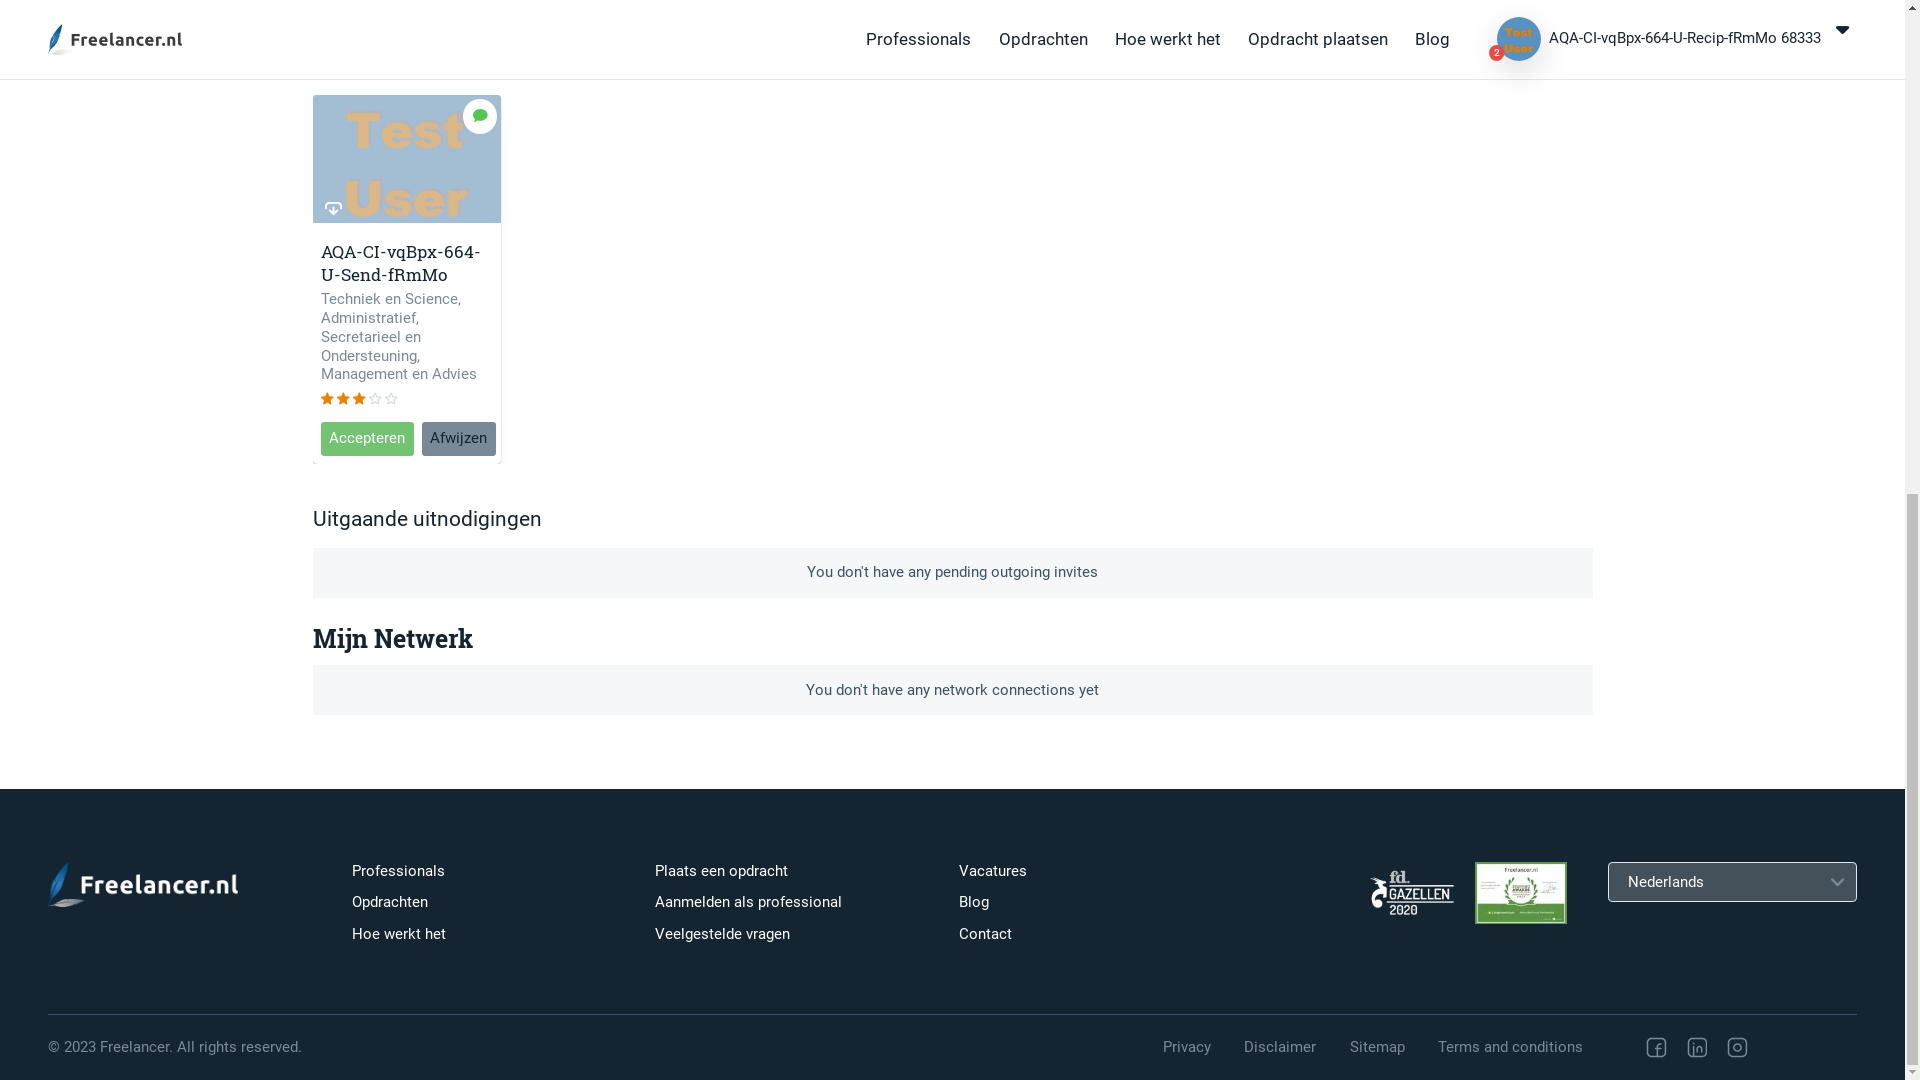 Freelancer.nl
Professionals
Opdrachten
Hoe werkt het
Opdracht plaatsen
Blog
Test
User
2
AQA-CI-vqBpx-664-U-Recip-fRmMo 68333
Test
User
AQA-CI-vqBpx-664-
U-Send-fRmMo
Techniek en Science,
Administratief,
Secretarieel en
Ondersteuning,
Management en Advies
Accepteren
Afwijzen
Uitgaande uitnodigingen
You don't have any pending outgoing invites
Mijn Netwerk
You don't have any network connections yet
Freelancer.nl
Professionals
Opdrachten
Hoe werkt het
Plaats een opdracht
Aanmelden als professional
Veelgestelde vragen
Vacatures
Blog
Contact
fd.
GAZELLEN
2020
Freelancer.nl
Nederlands
© 2023 Freelancer. All rights reserved.
Privacy
Disclaimer
Sitemap
Terms and conditions